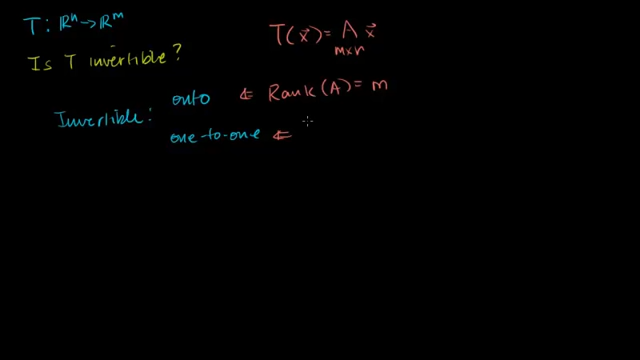 T: ℝⁿ → ℝᵐ
T(x⃗) = A x⃗
m×n
Is T invertible?
Invertible:
onto ⇐ Rank(A) = m
one-to-one ⇐